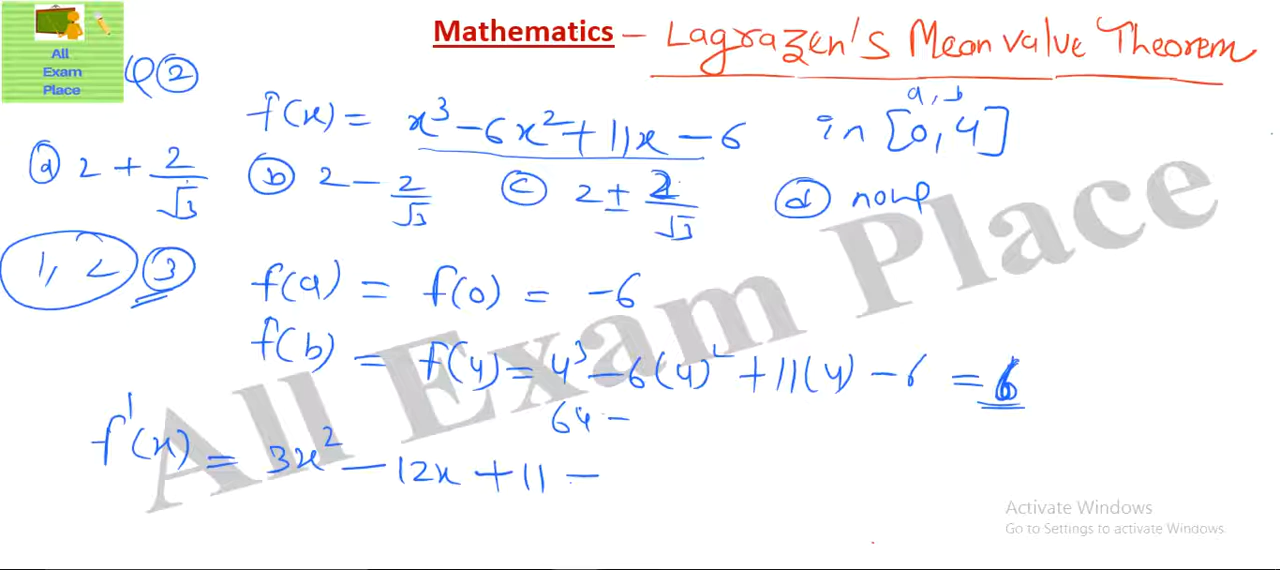 Mathematics – Lagrazen's Mean value Theorem
All
Exam
Place
Q 2
f(x) = x³ – 6x² + 11x – 6 in [0, 4]
a, b
a 2 + 2/√3 b 2 – 2/√3 c 2 ± 2/√3 d none
1, 2 3
f(a) = f(0) = –6
f(b) = f(4) = 4³ – 6(4)² + 11(4) – 6 = 6
64 –
f'(x) = 3x² – 12x + 11 –
All Exam Place
Activate Windows
Go to Settings to activate Windows.